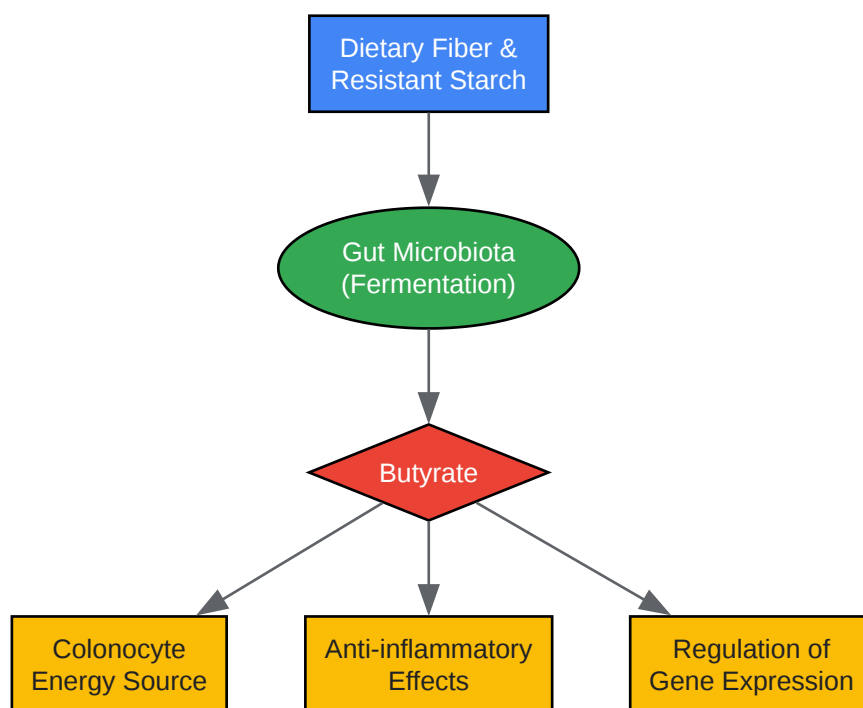 Dietary Fiber &
Resistant Starch
Gut Microbiota
(Fermentation)
Butyrate
Colonocyte
Energy Source
Anti-inflammatory
Effects
Regulation of
Gene Expression